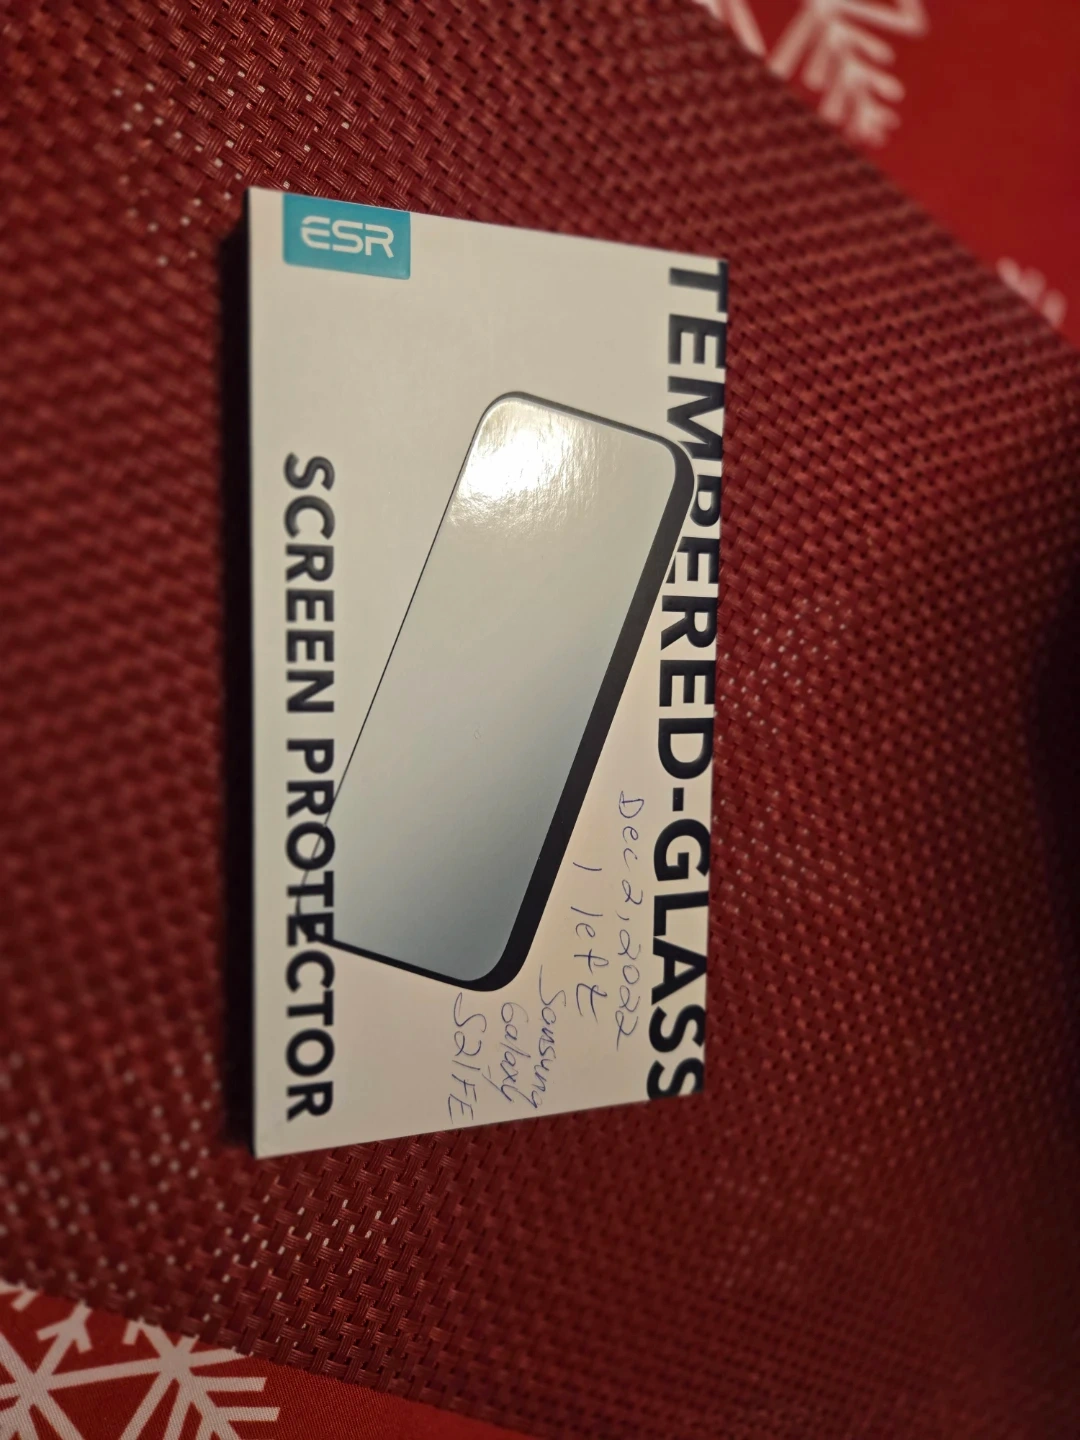 TEMPERED-GLASS
Dec 2, 2022
1 left
Samsung
Galaxy
S21FE
SCREEN PROTECTOR
ESR